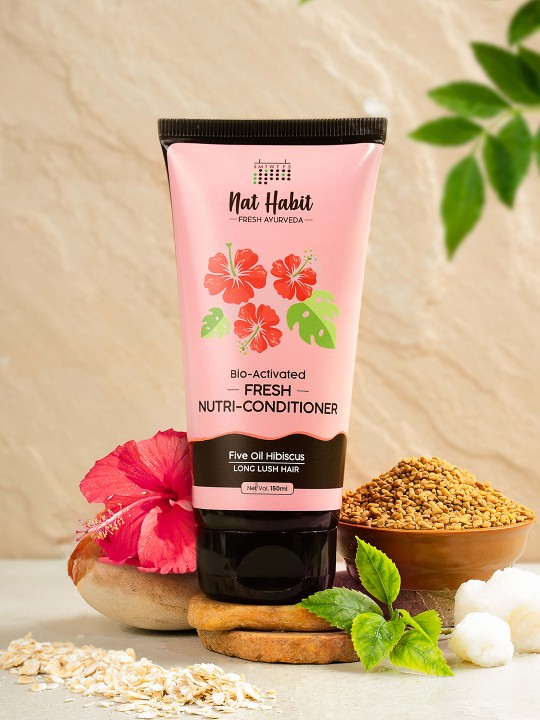 S M T W T F S
Nat Habit
FRESH AYURVEDA
Bio-Activated
FRESH
NUTRI-CONDITIONER
Five Oil Hibiscus
LONG LUSH HAIR
Net Vol. 150ml